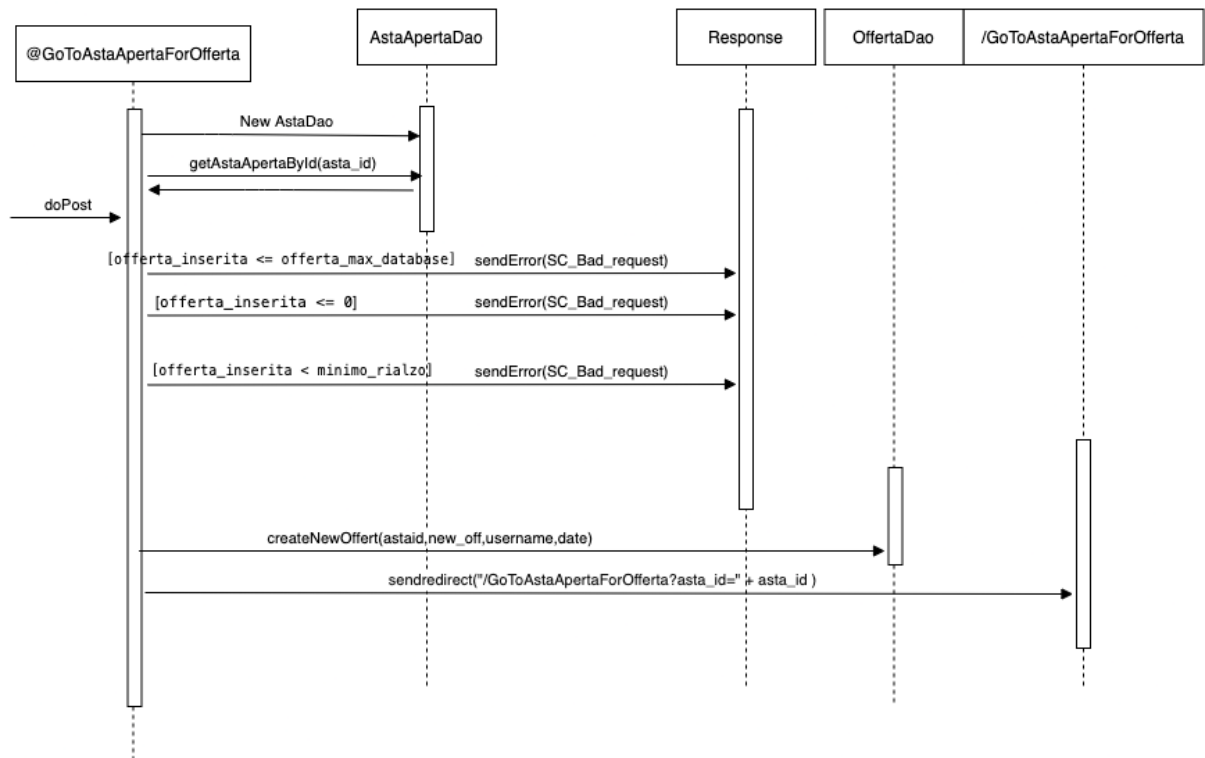 @GoToAstaApertaForOfferta
AstaApertaDao
Response
OffertaDao
/GoToAstaApertaForOfferta
New AstaDao
getAstaApertaById(asta_id)
doPost
[offerta_inserita <= offerta_max_database] sendError(SC_Bad_request)
[offerta_inserita <= 0] sendError(SC_Bad_request)
[offerta_inserita < minimo_rialzo] sendError(SC_Bad_request)
createNewOffert(astaid,new_off,username,date)
sendredirect("/GoToAstaApertaForOfferta?asta_id=" + asta_id )